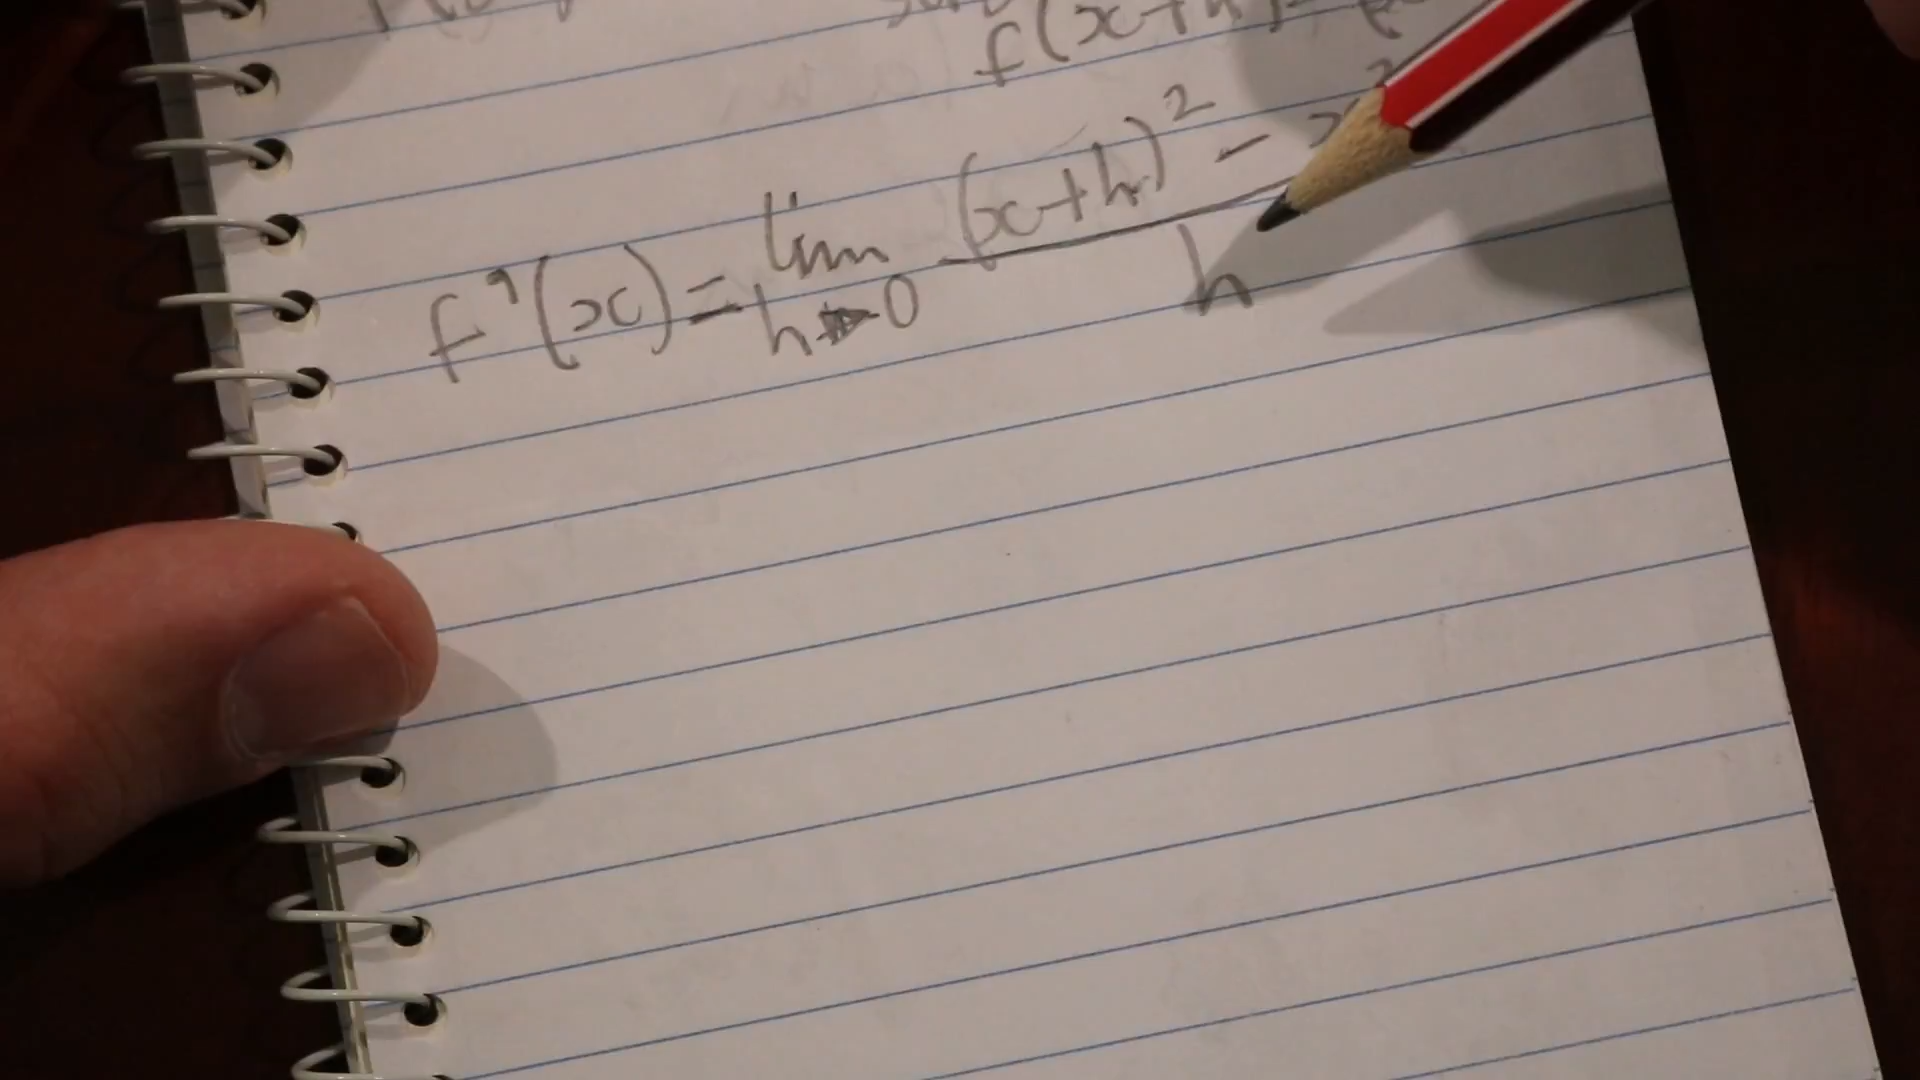 f(x+h)-
f'(x) = lim h→0 (x+h)² - x² / h